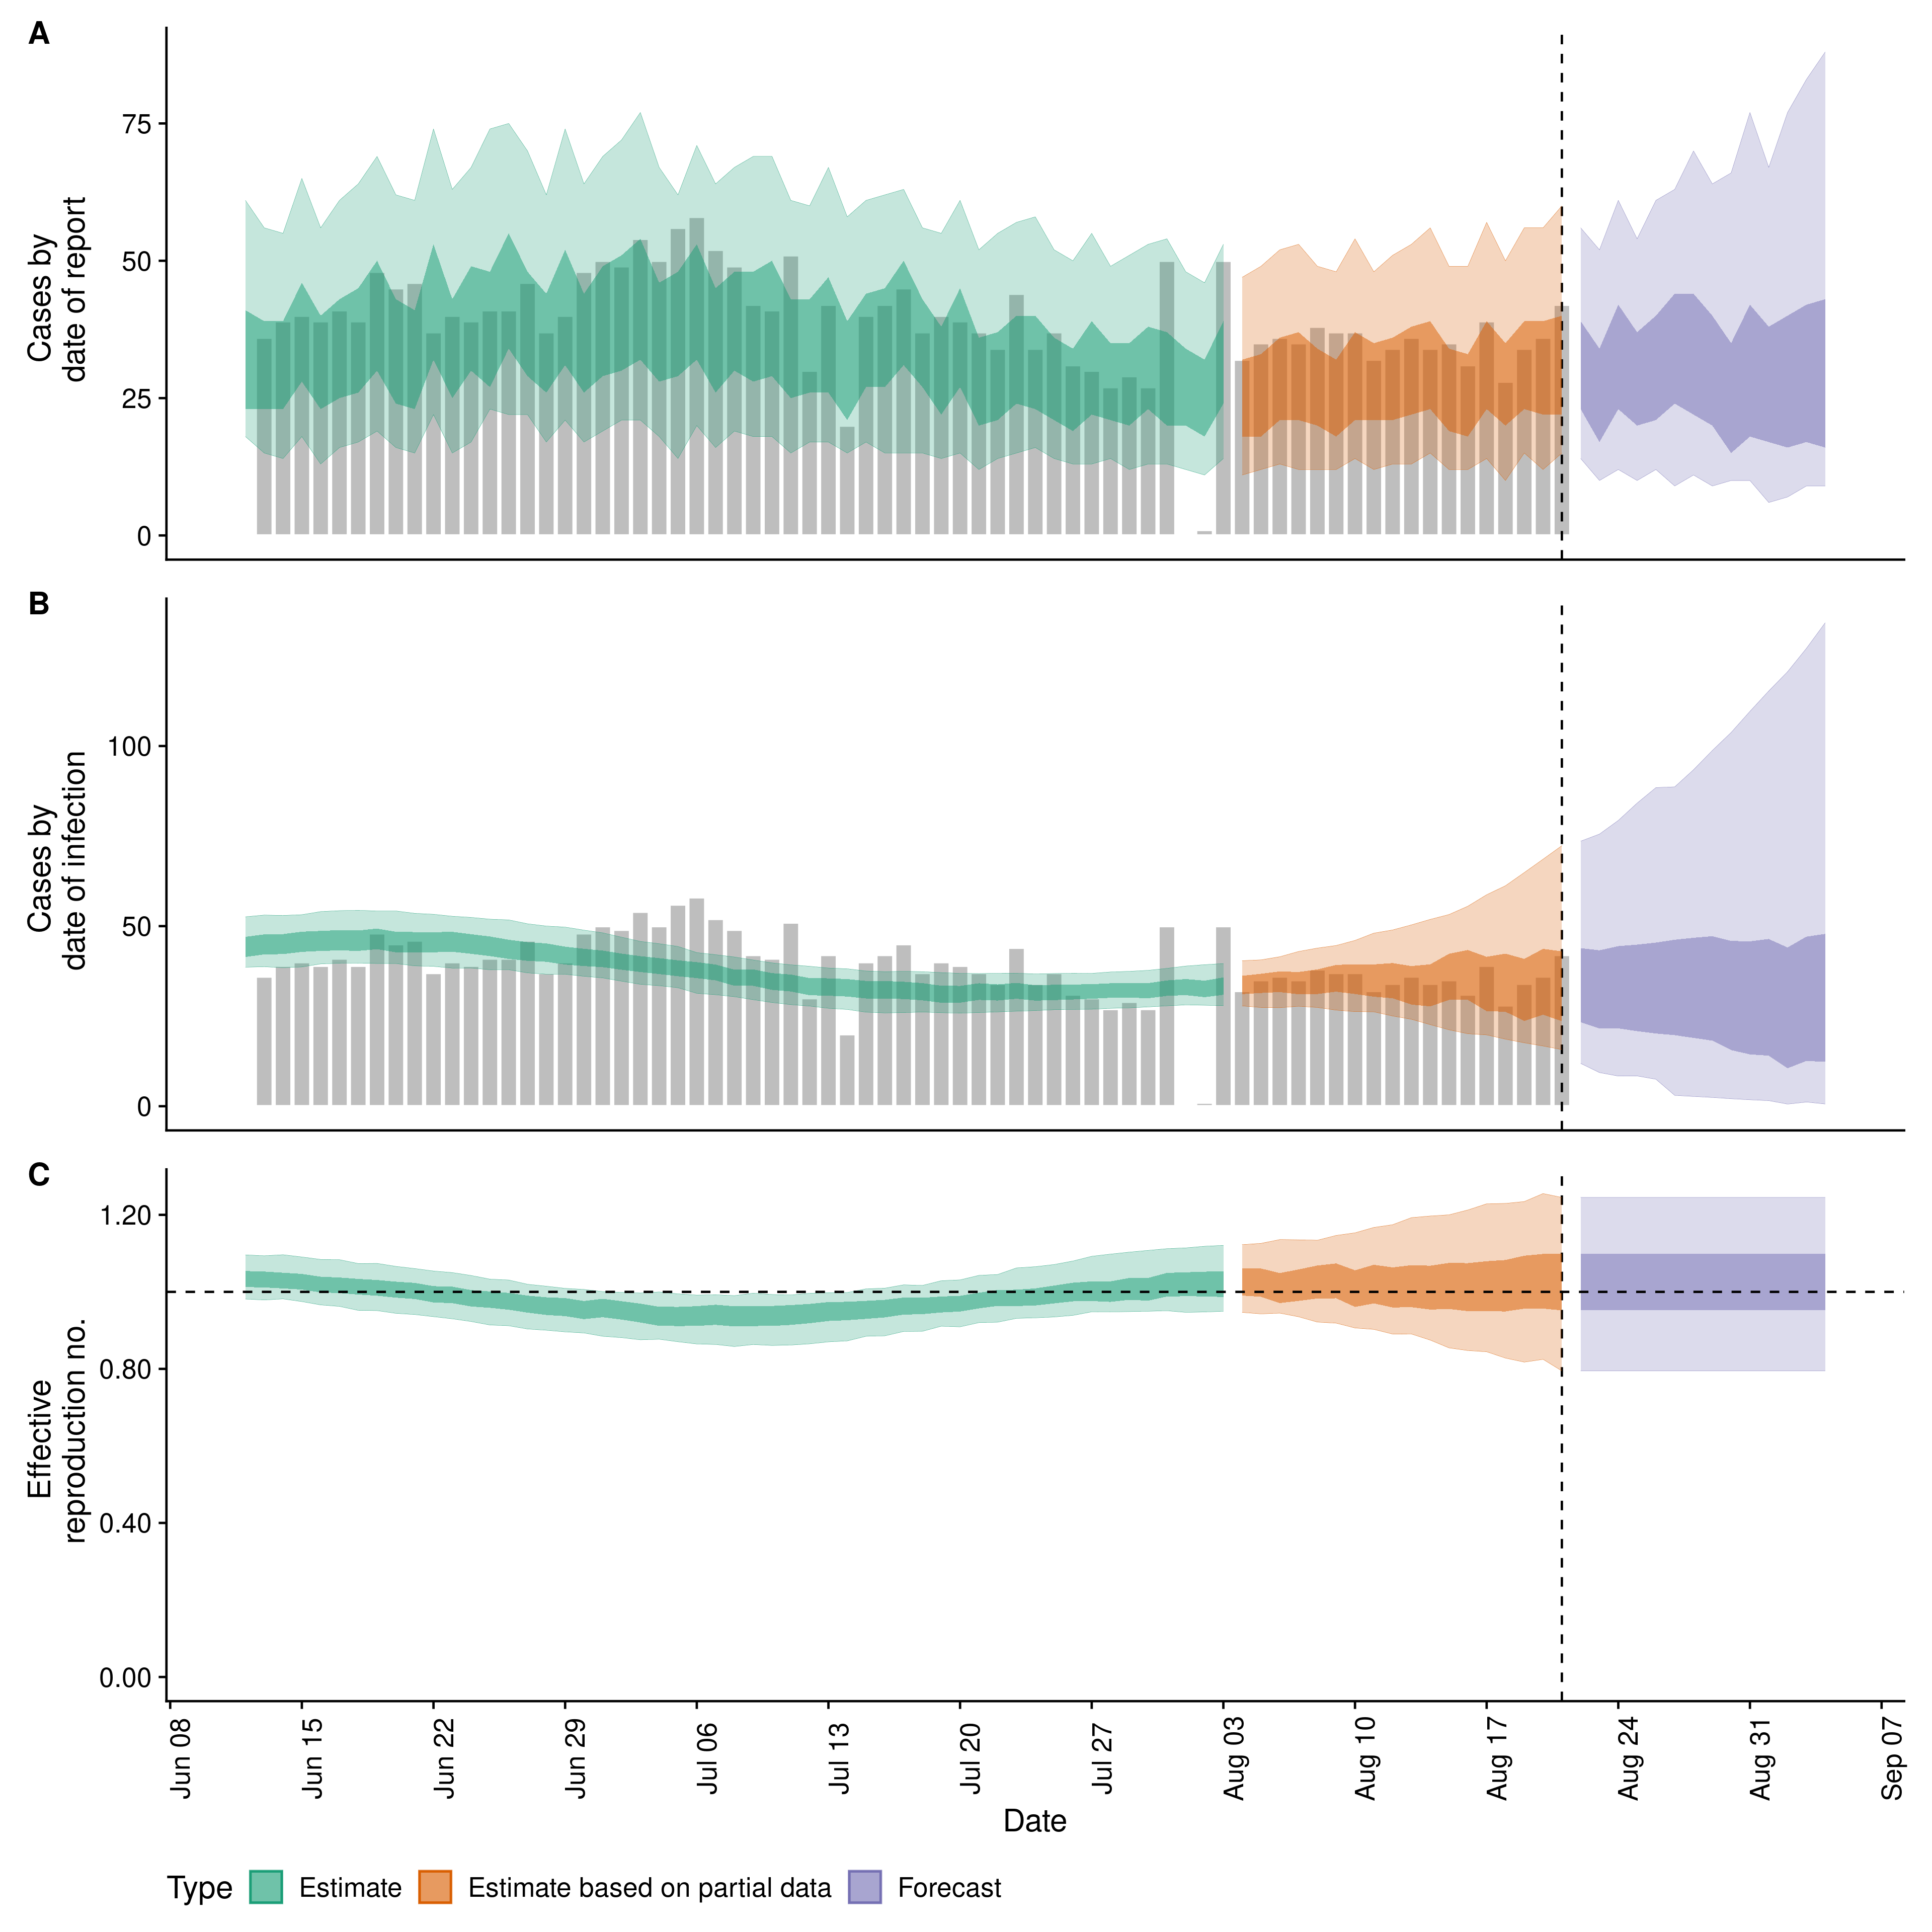 A
75
50
25
0
Cases by
date of report
B
100
50
0
Cases by
date of infection
C
1.20
0.80
0.40
0.00
Effective
reproduction no.
Jun 08
Jun 15
Jun 22
Jun 29
Jul 06
Jul 13
Jul 20
Jul 27
Aug 03
Aug 10
Aug 17
Aug 24
Aug 31
Sep 07
Date
Type Estimate Estimate based on partial data Forecast